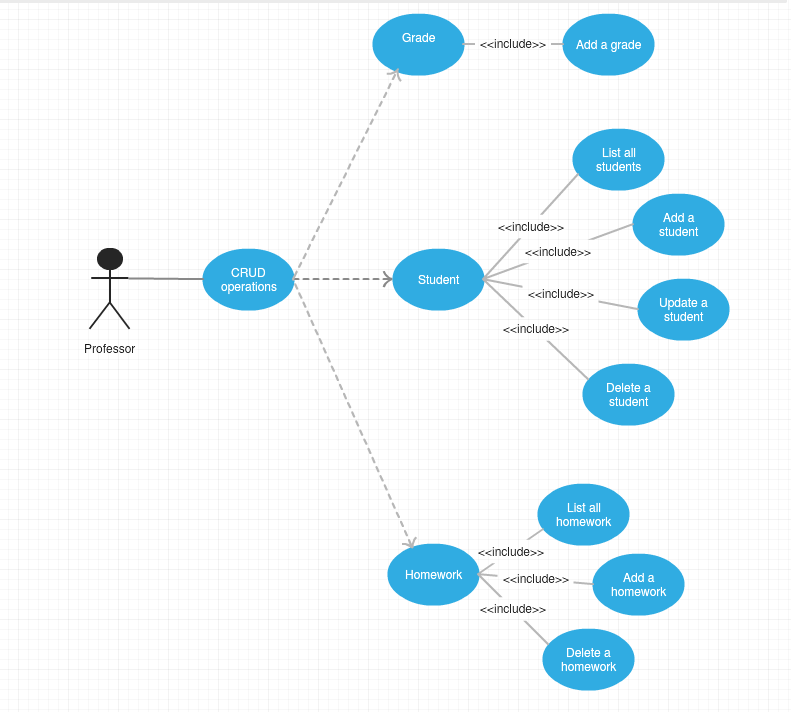 Grade
<<include>>
Add a grade
List all
students
<<include>>
Add a
student
<<include>>
CRUD
operations
Student
<<include>>
Update a
student
<<include>>
Professor
Delete a
student
List all
homework
<<include>>
Homework
<<include>>
Add a
homework
<<include>>
Delete a
homework